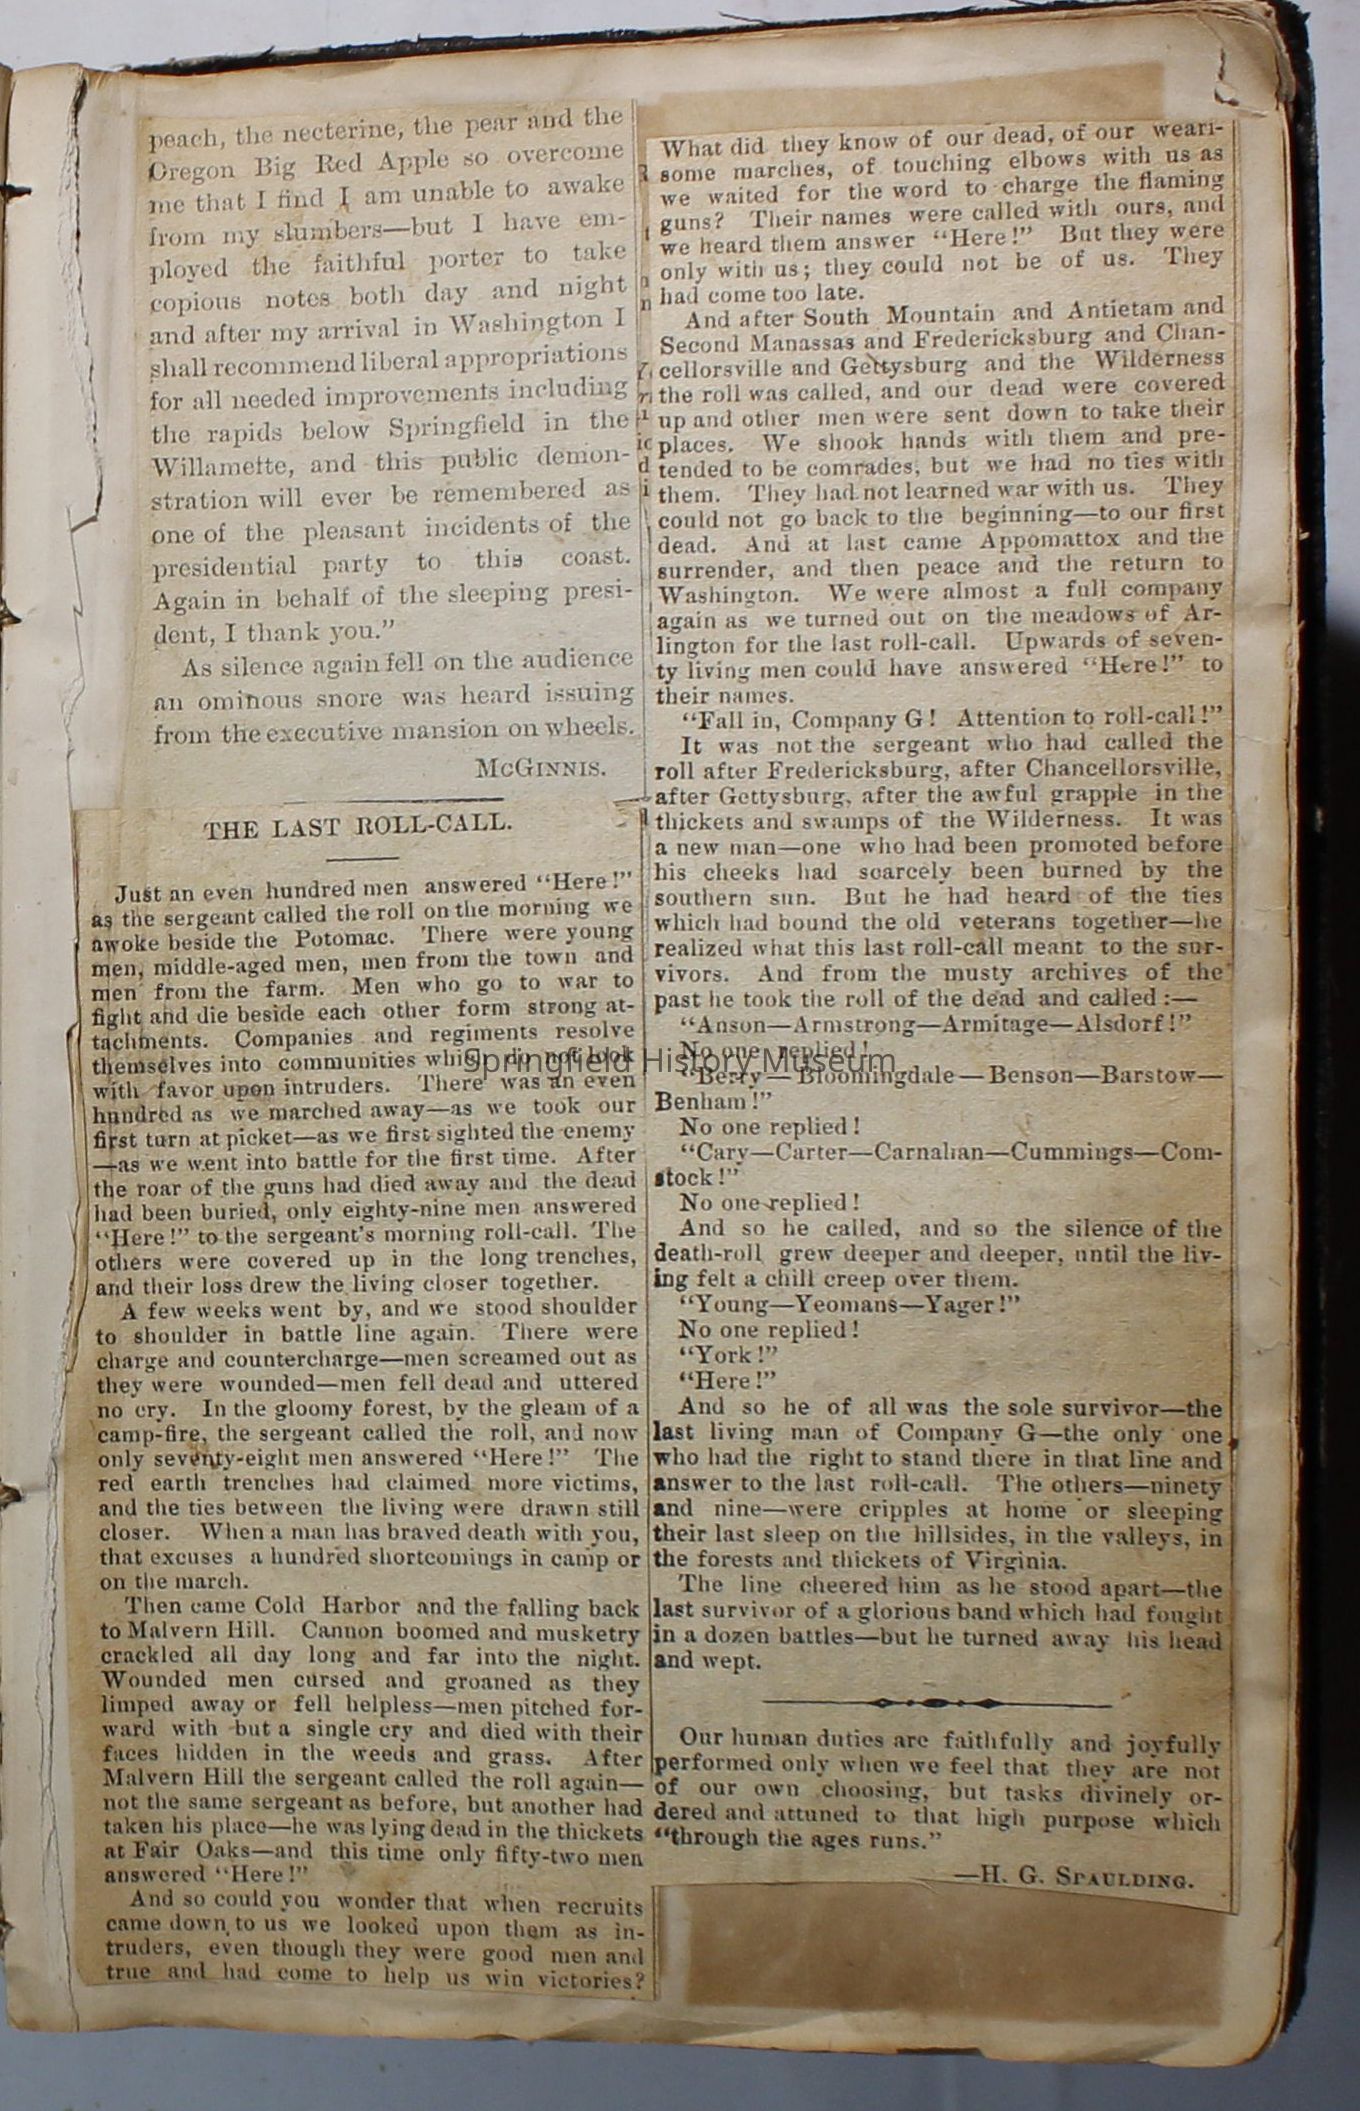 peach, the necterine, the pear and the
Oregon Big Red Apple so overcome
me that I find I am unable to awake
from my slumbers—but I have em-
ployed the faithful porter to take
copious notes both day and night
and after my arrival in Washington I
shall recommend liberal appropriations
for all needed improvements including
the rapids below Springfield in the
Willamette, and this public demon-
stration will ever be remembered as
one of the pleasant incidents of the
presidential party to this coast.
Again in behalf of the sleeping presi-
dent, I thank you."
As silence again fell on the audience
an ominous snore was heard issuing
from the executive mansion on wheels.
MCGINNIS.
THE LAST ROLL-CALL.
Just an even hundred men answered "Here!"
as the sergeant called the roll on the morning we
awoke beside the Potomac. There were young
men, middle-aged men, men from the town and
men from the farm. Men who go to war to
fight and die beside each other form strong at-
tachments. Companies and regiments resolve
themselves into communities which do not look
with favor upon intruders. There was an even
hundred as we marched away—as we took our
first turn at picket—as we first sighted the enemy
—as we went into battle for the first time. After
the roar of the guns had died away and the dead
had been buried, only eighty-nine men answered
"Here!" to the sergeant's morning roll-call. The
others were covered up in the long trenches,
and their loss drew the living closer together.
A few weeks went by, and we stood shoulder
to shoulder in battle line again. There were
charge and countercharge—men screamed out as
they were wounded—men fell dead and uttered
no cry. In the gloomy forest, by the gleam of a
camp-fire, the sergeant called the roll, and now
only seventy-eight men answered "Here!" The
red earth trenches had claimed more victims,
and the ties between the living were drawn still
closer. When a man has braved death with you,
that excuses a hundred shortcomings in camp or
on the march.
Then came Cold Harbor and the falling back
to Malvern Hill. Cannon boomed and musketry
crackled all day long and far into the night.
Wounded men cursed and groaned as they
limped away or fell helpless—men pitched for-
ward with but a single cry and died with their
faces hidden in the weeds and grass. After
Malvern Hill the sergeant called the roll again—
not the same sergeant as before, but another had
taken his place—he was lying dead in the thickets
at Fair Oaks—and this time only fifty-two men
answered "Here!"
And so could you wonder that when recruits
came down to us we looked upon them as in-
truders, even though they were good men and
true and had come to help us win victories?
What did they know of our dead, of our weari-
some marches, of touching elbows with us as
we waited for the word to charge the flaming
guns? Their names were called with ours, and
we heard them answer "Here!" But they were
only with us; they could not be of us. They
had come too late.
And after South Mountain and Antietam and
Second Manassas and Fredericksburg and Chan-
cellorsville and Gettysburg and the Wilderness
the roll was called, and our dead were covered
up and other men were sent down to take their
places. We shook hands with them and pre-
tended to be comrades, but we had no ties with
them. They had not learned war with us. They
could not go back to the beginning—to our first
dead. And at last came Appomattox and the
surrender, and then peace and the return to
Washington. We were almost a full company
again as we turned out on the meadows of Ar-
lington for the last roll-call. Upwards of seven-
ty living men could have answered "Here!" to
their names.
"Fall in, Company G! Attention to roll-call!"
It was not the sergeant who had called the
roll after Fredericksburg, after Chancellorsville,
after Gettysburg, after the awful grapple in the
thickets and swamps of the Wilderness. It was
a new man—one who had been promoted before
his cheeks had scarcely been burned by the
southern sun. But he had heard of the ties
which had bound the old veterans together—he
realized what this last roll-call meant to the sur-
vivors. And from the musty archives of the
past he took the roll of the dead and called:—
"Anson—Armstrong—Armitage—Alsdorf!"
No one replied!
"Berry—Bloomingdale—Benson—Barstow—
Benham!"
No one replied!
"Cary—Carter—Carnahan—Cummings—Com-
stock!"
No one replied!
And so he called, and so the silence of the
death-roll grew deeper and deeper, until the liv-
ing felt a chill creep over them.
"Young—Yeomans—Yager!"
No one replied!
"York!"
"Here!"
And so he of all was the sole survivor—the
last living man of Company G—the only one
who had the right to stand there in that line and
answer to the last roll-call. The others—ninety
and nine—were cripples at home or sleeping
their last sleep on the hillsides, in the valleys, in
the forests and thickets of Virginia.
The line cheered him as he stood apart—the
last survivor of a glorious band which had fought
in a dozen battles—but he turned away his head
and wept.
Our human duties are faithfully and joyfully
performed only when we feel that they are not
of our own choosing, but tasks divinely or-
dered and attuned to that high purpose which
"through the ages runs."
—H. G. SPAULDING.
Springfield History Museum